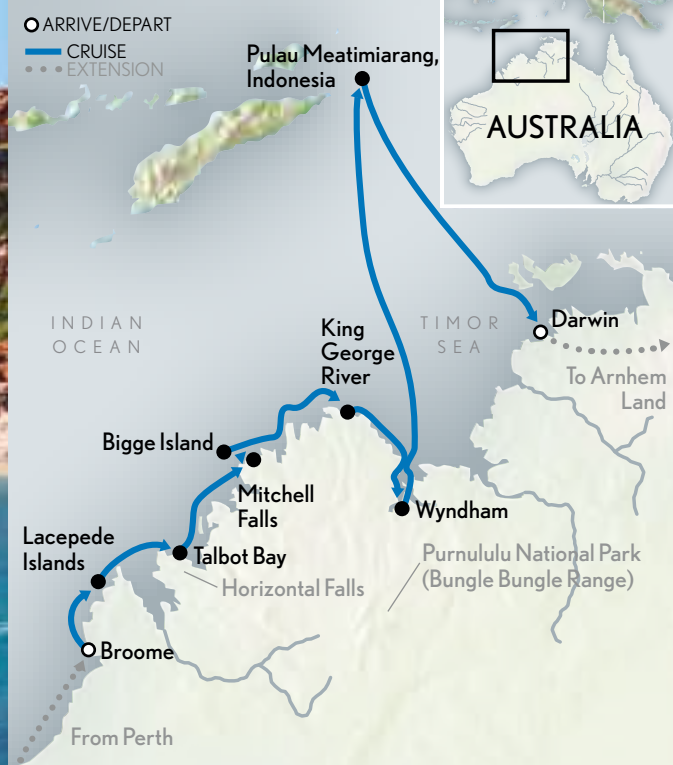 ARRIVE/DEPART
CRUISE
EXTENSION
Pulau Meatimiarang,
Indonesia
AUSTRALIA
INDIAN
OCEAN
TIMOR
SEA
King
George
River
Darwin
To Arnhem
Land
Bigge Island
Mitchell
Falls
Wyndham
Lacepede
Islands
Talbot Bay
Horizontal Falls
Purnululu National Park
(Bungle Bungle Range)
Broome
From Perth